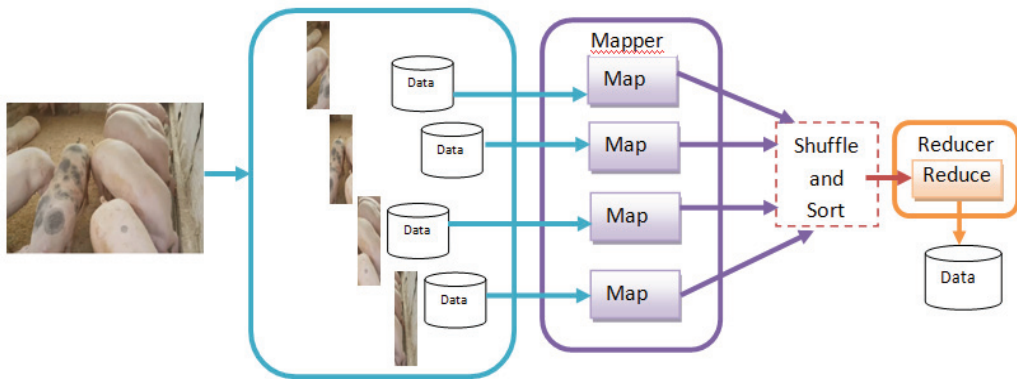 Data
Data
Data
Data
Mapper
Map
Map
Map
Map
Shuffle
and
Sort
Reducer
Reduce
Data